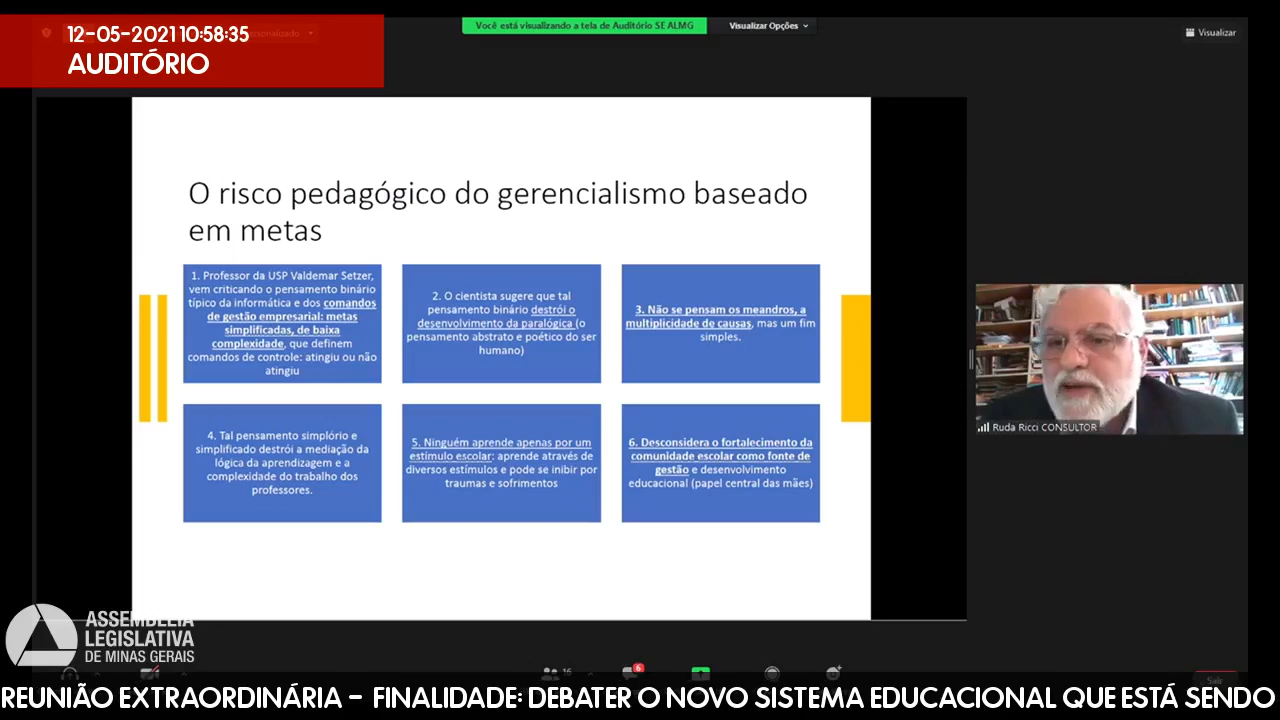 12-05-2021 10:58:35
AUDITÓRIO
Você está visualizando a tela de Auditório SE ALMG
Visualizar Opções
Visualizar
O risco pedagógico do gerencialismo baseado
em metas
1. Professor da USP Valdemar Setzer,
vem criticando o pensamento binário
típico da informática e dos comandos
de gestão empresarial: metas
simplificadas, de baixa
complexidade, que definem
comandos de controle: atingiu ou não
atingiu
2. O cientista sugere que tal
pensamento binário destrói o
desenvolvimento da paralógica (o
pensamento abstrato e poético do ser
humano)
3. Não se pensam os meandros, a
multiplicidade de causas, mas um fim
simples.
4. Tal pensamento simplório e
simplificado destrói a mediação da
lógica da aprendizagem e a
complexidade do trabalho dos
professores.
5. Ninguém aprende apenas por um
estímulo escolar: aprende através de
diversos estímulos e pode se inibir por
traumas e sofrimentos
6. Desconsidera o fortalecimento da
comunidade escolar como fonte de
gestão e desenvolvimento
educacional (papel central das mães)
Ruda Ricci CONSULTOR
ASSEMBLEIA
LEGISLATIVA
DE MINAS GERAIS
16
6
Sair
REUNIÃO EXTRAORDINÁRIA - FINALIDADE: DEBATER O NOVO SISTEMA EDUCACIONAL QUE ESTÁ SENDO